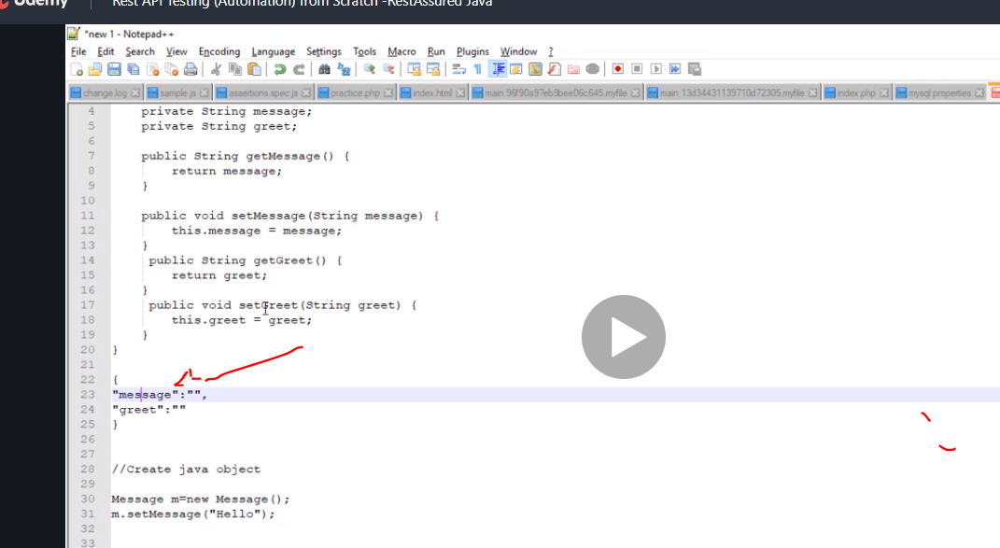 Udemy Rest API Testing (Automation) from Scratch -RestAssured Java
*new 1 - Notepad++
File Edit Search View Encoding Language Settings Tools Macro Run Plugins Window ?
change.log sample.js assertions.spec.js practice.php index.html main.96f90a97eb9bee06c645.myfile main.13d34431139710d72305.myfile index.php mysql.properties
4 private String message;
5 private String greet;
6
7 public String getMessage() {
8 return message;
9 }
10
11 public void setMessage(String message) {
12 this.message = message;
13 }
14 public String getGreet() {
15 return greet;
16 }
17 public void setGreet(String greet) {
18 this.greet = greet;
19 }
20 }
21
22 {
23 "message":"",
24 "greet":""
25 }
26
27
28 //Create java object
29
30 Message m=new Message();
31 m.setMessage("Hello");
32
33